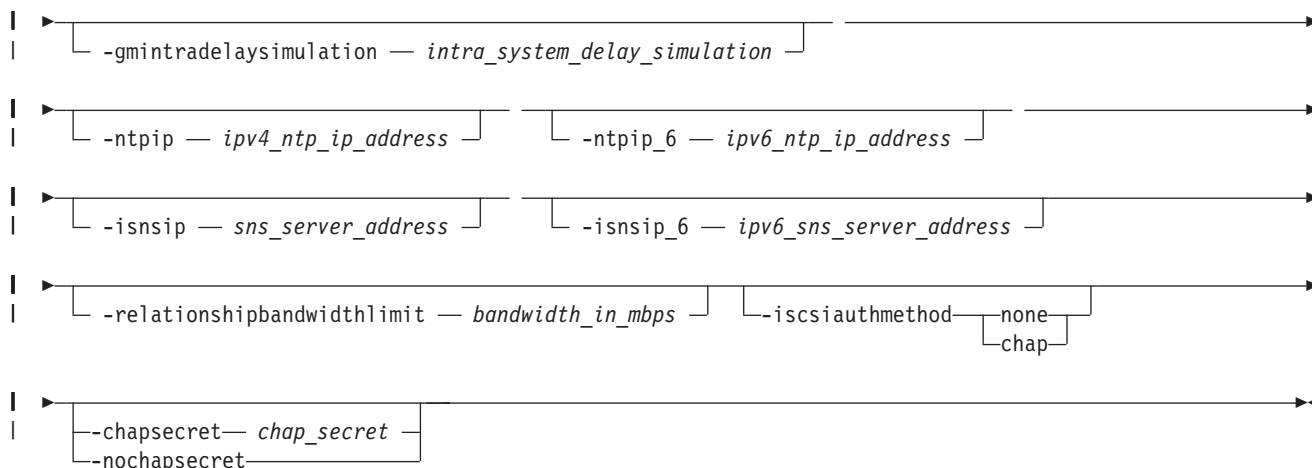 -gmintradelaysimulation — intra_system_delay_simulation
-ntpip — ipv4_ntp_ip_address -ntpip_6 — ipv6_ntp_ip_address
-isnsip — sns_server_address -isnsip_6 — ipv6_sns_server_address
-relationshipbandwidthlimit — bandwidth_in_mbps -iscsiauthmethod none
chap
-chapsecret — chap_secret
-nochapsecret